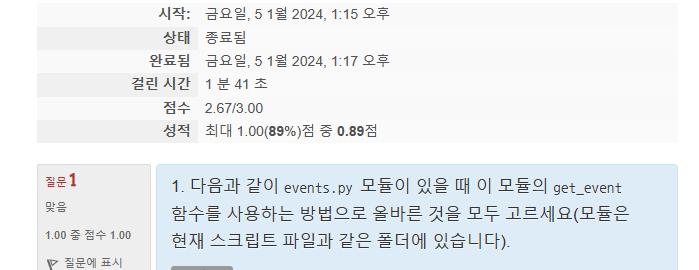 시작: 금요일, 5 1월 2024, 1:15 오후
상태 종료됨
완료됨 금요일, 5 1월 2024, 1:17 오후
걸린 시간 1 분 41 초
점수 2.67/3.00
성적 최대 1.00(89%)점 중 0.89점
질문 1
맞음
1.00 중 점수 1.00
질문에 표시
1. 다음과 같이 events.py 모듈이 있을 때 이 모듈의 get_event
함수를 사용하는 방법으로 올바른 것을 모두 고르세요(모듈은
현재 스크립트 파일과 같은 폴더에 있습니다).